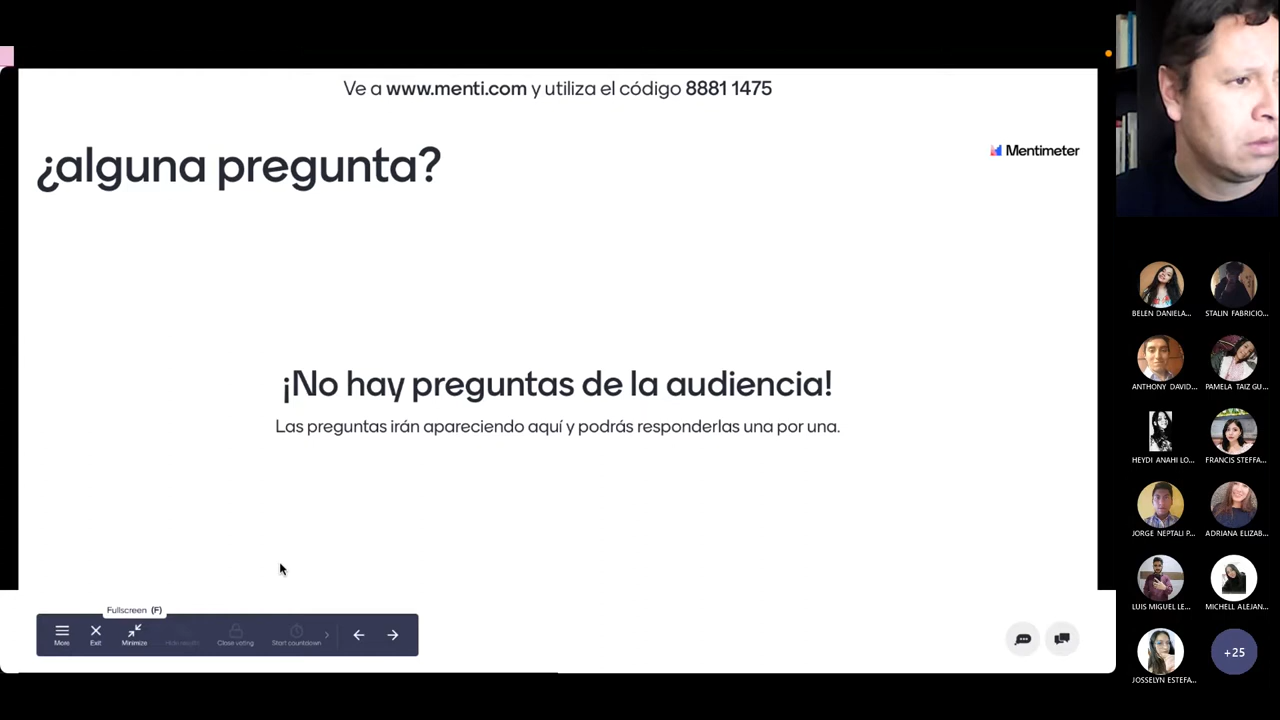 Ve a www.menti.com y utiliza el código 8881 1475
¿alguna pregunta?
Mentimeter
¡No hay preguntas de la audiencia!
Las preguntas irán apareciendo aquí y podrás responderlas una por una.
Fullscreen (F)
More
Exit
Minimize
Close voting
Start countdown
BELEN DANIELA...
STALIN FABRICIO...
ANTHONY DAVID...
PAMELA TAIZ GU...
HEYDI ANAHI LO...
FRANCIS STEFFA...
JORGE NEPTALI P...
ADRIANA ELIZAB...
LUIS MIGUEL LE...
MICHELL ALEJAN...
JOSSELYN ESTEFA...
+25